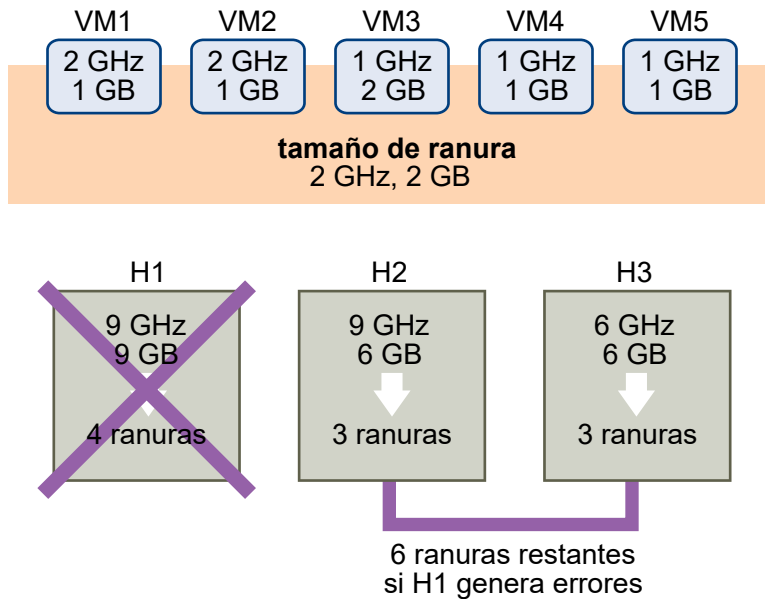 VM1 VM2 VM3 VM4 VM5
2 GHz 2 GHz 1 GHz 1 GHz 1 GHz
1 GB 1 GB 2 GB 1 GB 1 GB
tamaño de ranura
2 GHz, 2 GB
H1 H2 H3
9 GHz 9 GHz 6 GHz
9 GB 6 GB 6 GB
4 ranuras 3 ranuras 3 ranuras
6 ranuras restantes
si H1 genera errores